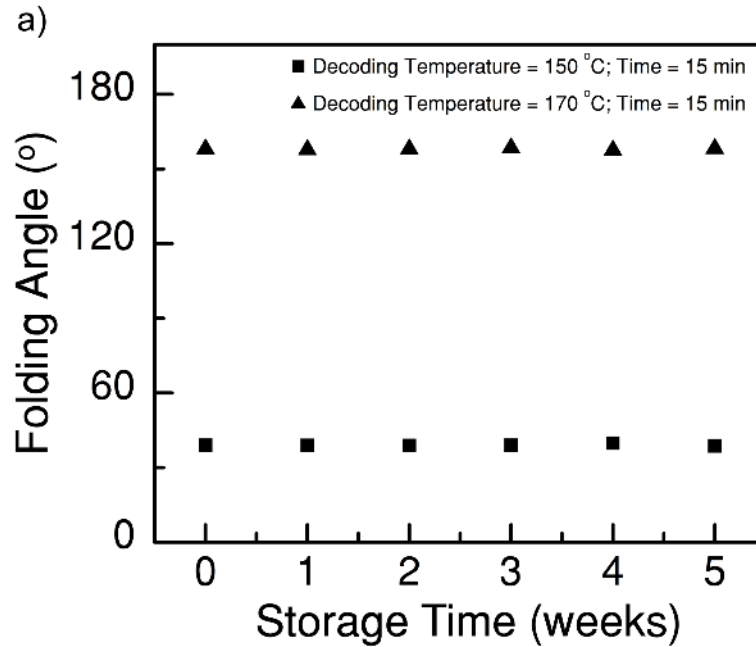 a)
■ Decoding Temperature = 150 °C; Time = 15 min
▲ Decoding Temperature = 170 °C; Time = 15 min
Folding Angle (°)
180
120
60
0
0 1 2 3 4 5
Storage Time (weeks)